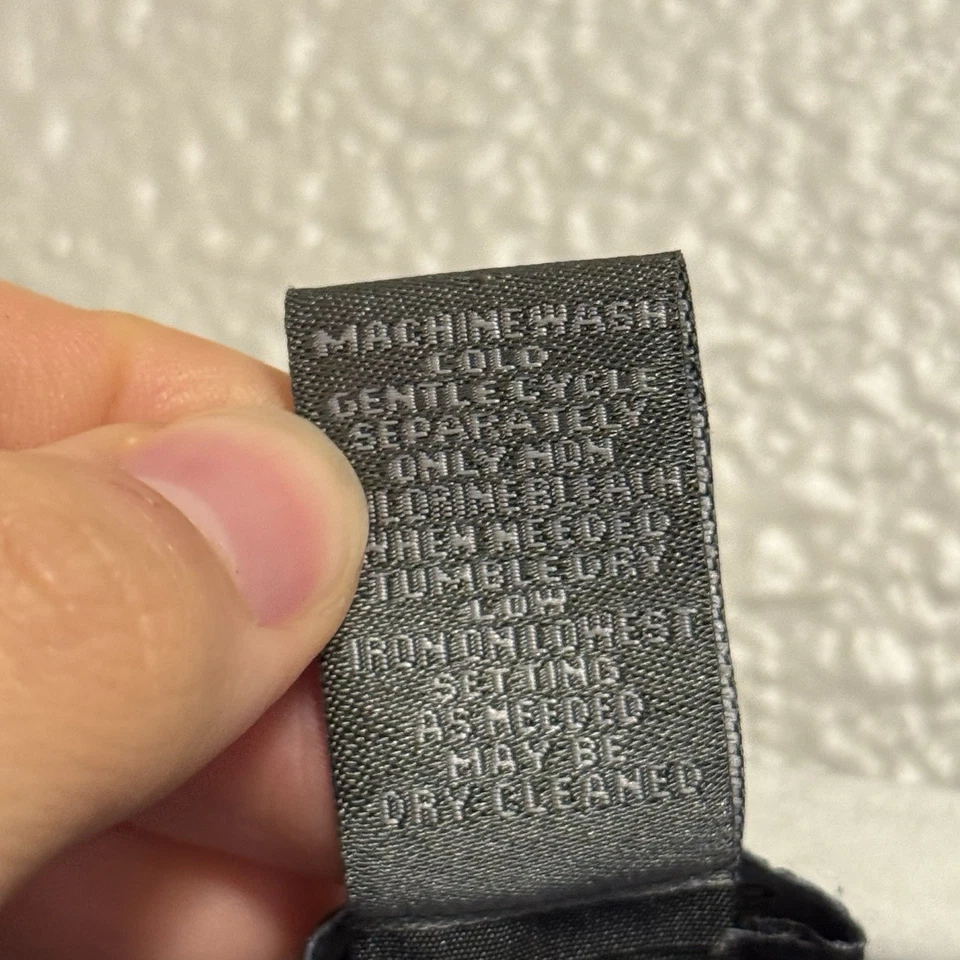 MACHINE WASH
COLD
GENTLE CYCLE
SEPARATELY
ONLY NON
CHLORINE BLEACH
WHEN NEEDED
TUMBLE DRY
LOW
IRON ON LOWEST
SETTING
AS NEEDED
MAY BE
DRY CLEANED